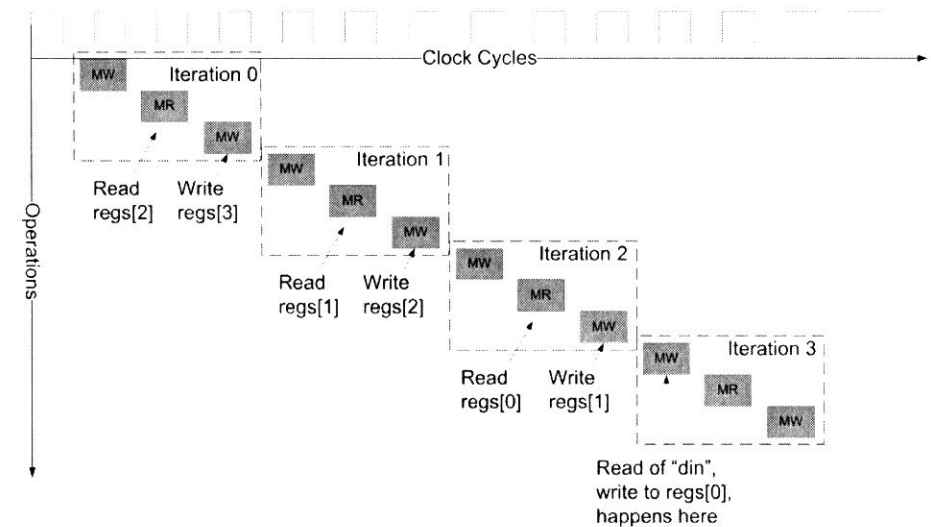 Clock Cycles
MW
Iteration 0
MR
MW
Read
regs[2]
Write
regs[3]
MW
Iteration 1
MR
MW
Read
regs[1]
Write
regs[2]
MW
Iteration 2
MR
MW
Read
regs[0]
Write
regs[1]
MW
Iteration 3
MR
MW
Read of “din”,
write to regs[0],
happens here
Operations